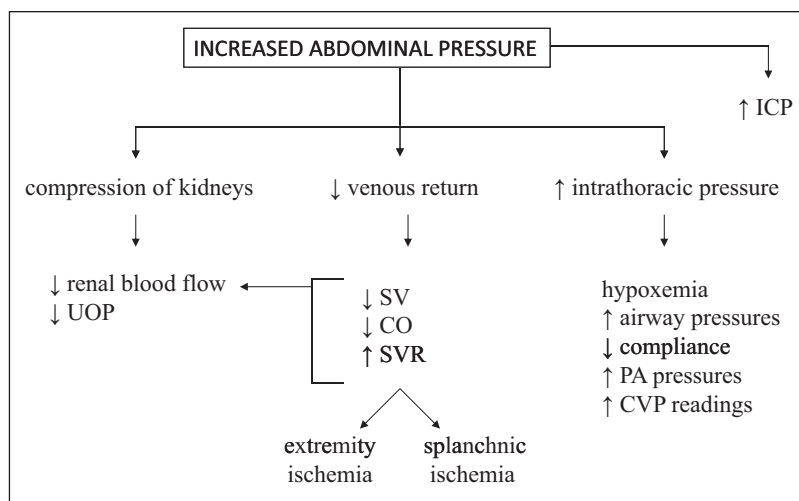 INCREASED ABDOMINAL PRESSURE
↑ ICP
compression of kidneys
↓ venous return
↑ intrathoracic pressure
↓ renal blood flow
↓ UOP
↓ SV
↓ CO
↑ SVR
hypoxemia
↑ airway pressures
↓ compliance
↑ PA pressures
↑ CVP readings
extremity
ischemia
splanchnic
ischemia